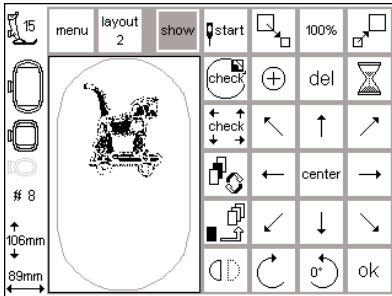 15
menu
layout
2
show
start
100%
check
del
check
center
# 8
106mm
89mm
0°
ok